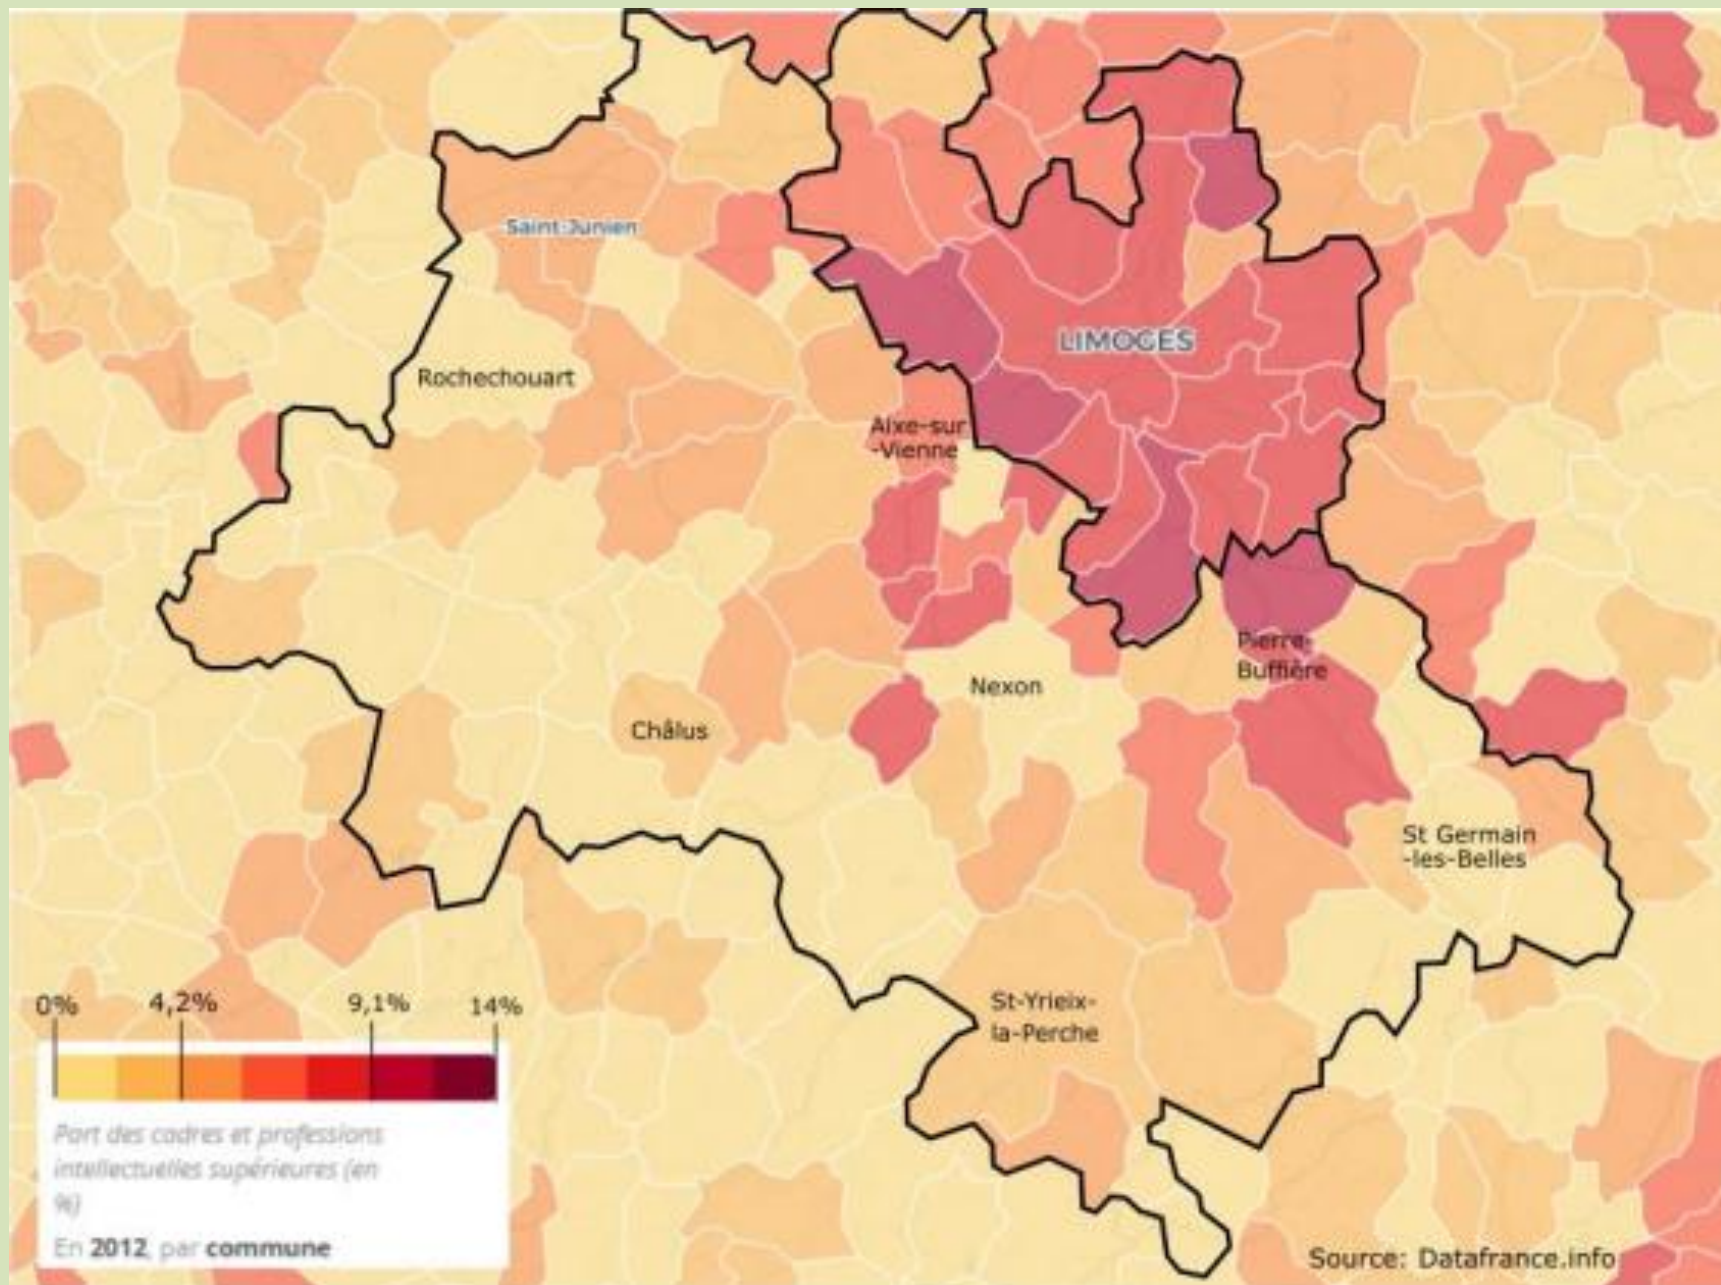 Saint-Junien
LIMOGES
Rochechouart
Aixe-sur
-Vienne
Pierre-
Buffière
Nexon
Châlus
St Germain
-les-Belles
St-Yrieix-
la-Perche
0% 4,2% 9,1% 14%
Part des cadres et professions
intellectuelles supérieures (en
%)
En 2012, par commune
Source: Datafrance.info